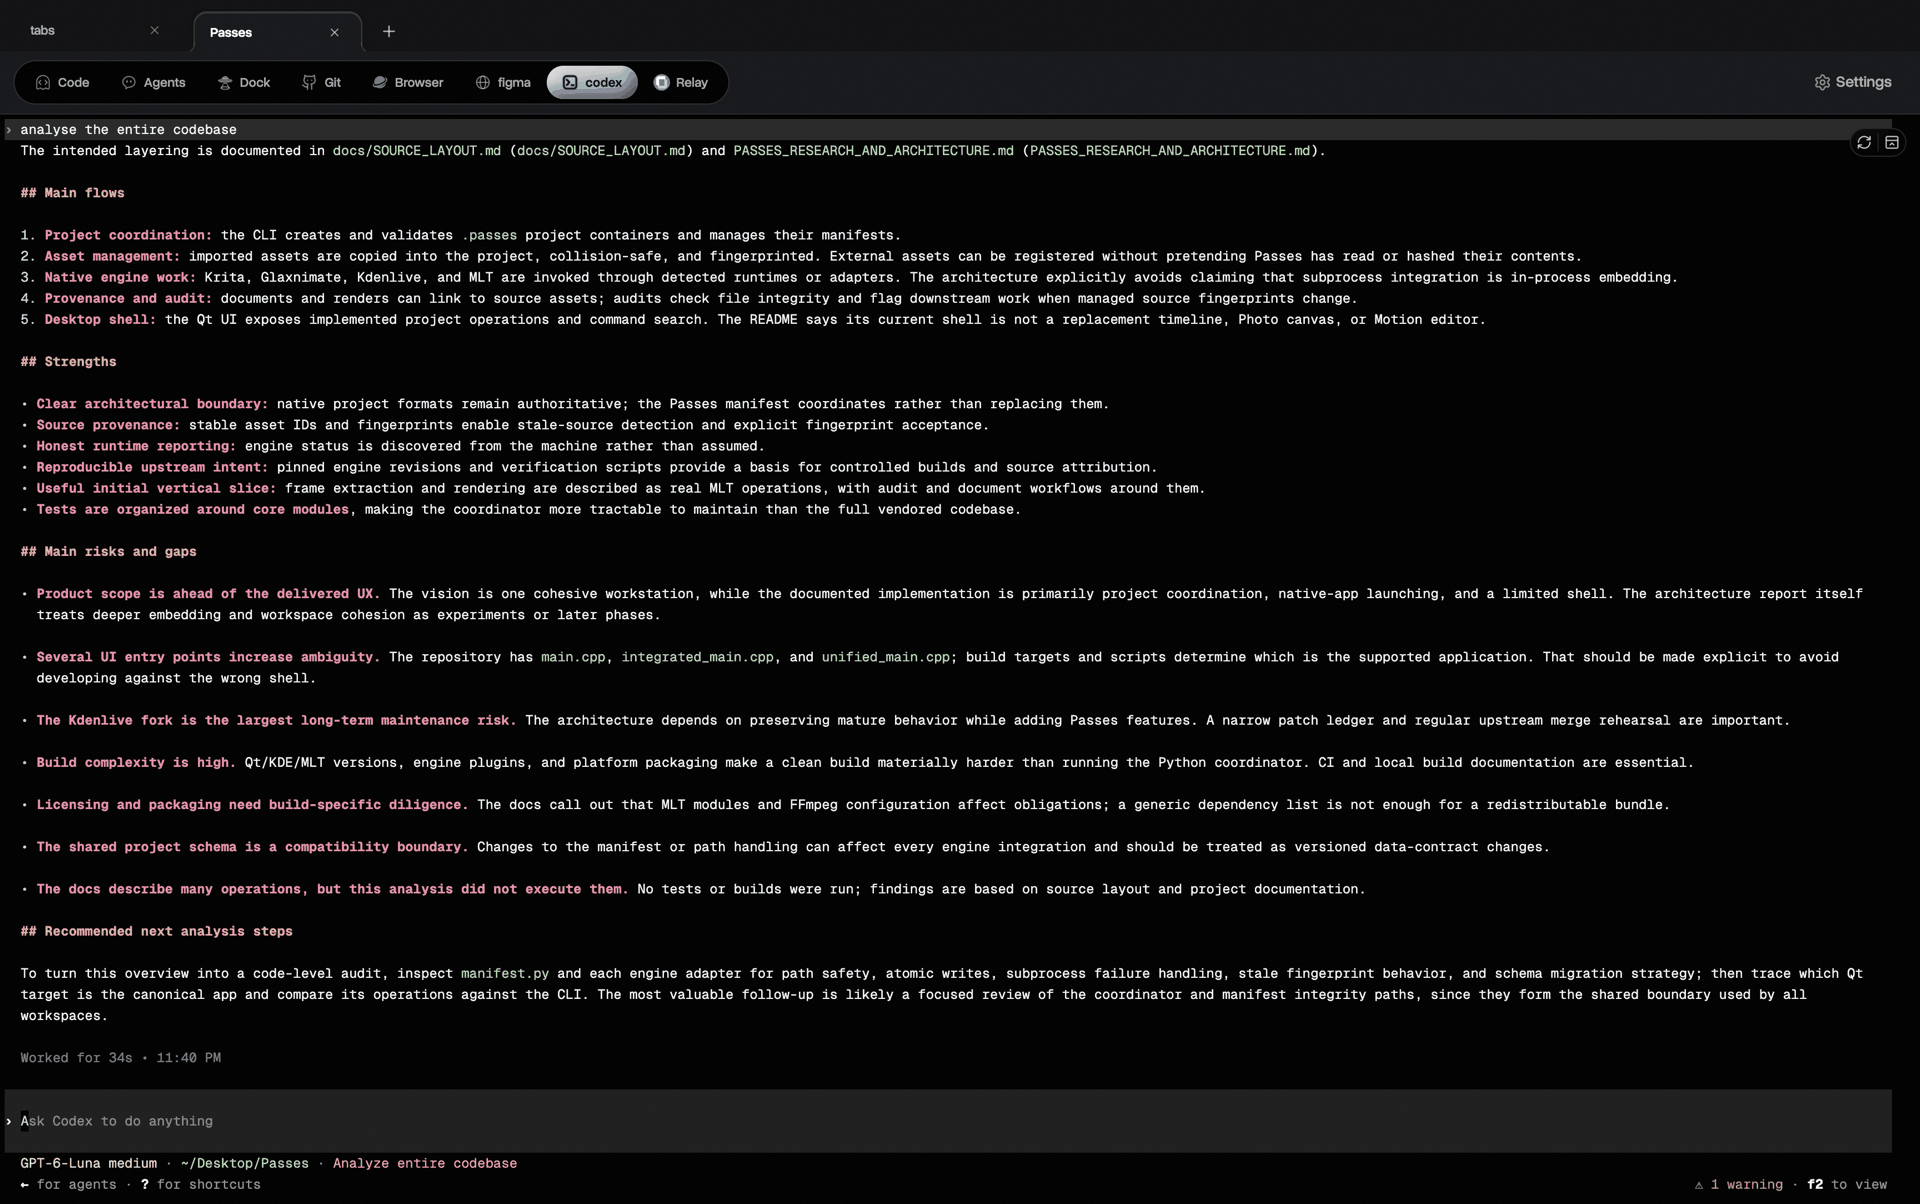 tabs
Passes
Code
Agents
Dock
Git
Browser
figma
codex
Relay
Settings
› analyse the entire codebase
The intended layering is documented in docs/SOURCE_LAYOUT.md (docs/SOURCE_LAYOUT.md) and PASSES_RESEARCH_AND_ARCHITECTURE.md (PASSES_RESEARCH_AND_ARCHITECTURE.md).
## Main flows
1. Project coordination: the CLI creates and validates .passes project containers and manages their manifests.
2. Asset management: imported assets are copied into the project, collision-safe, and fingerprinted. External assets can be registered without pretending Passes has read or hashed their contents.
3. Native engine work: Krita, Glaxnimate, Kdenlive, and MLT are invoked through detected runtimes or adapters. The architecture explicitly avoids claiming that subprocess integration is in-process embedding.
4. Provenance and audit: documents and renders can link to source assets; audits check file integrity and flag downstream work when managed source fingerprints change.
5. Desktop shell: the Qt UI exposes implemented project operations and command search. The README says its current shell is not a replacement timeline, Photo canvas, or Motion editor.
## Strengths
• Clear architectural boundary: native project formats remain authoritative; the Passes manifest coordinates rather than replacing them.
• Source provenance: stable asset IDs and fingerprints enable stale-source detection and explicit fingerprint acceptance.
• Honest runtime reporting: engine status is discovered from the machine rather than assumed.
• Reproducible upstream intent: pinned engine revisions and verification scripts provide a basis for controlled builds and source attribution.
• Useful initial vertical slice: frame extraction and rendering are described as real MLT operations, with audit and document workflows around them.
• Tests are organized around core modules, making the coordinator more tractable to maintain than the full vendored codebase.
## Main risks and gaps
• Product scope is ahead of the delivered UX. The vision is one cohesive workstation, while the documented implementation is primarily project coordination, native-app launching, and a limited shell. The architecture report itself
treats deeper embedding and workspace cohesion as experiments or later phases.
• Several UI entry points increase ambiguity. The repository has main.cpp, integrated_main.cpp, and unified_main.cpp; build targets and scripts determine which is the supported application. That should be made explicit to avoid
developing against the wrong shell.
• The Kdenlive fork is the largest long-term maintenance risk. The architecture depends on preserving mature behavior while adding Passes features. A narrow patch ledger and regular upstream merge rehearsal are important.
• Build complexity is high. Qt/KDE/MLT versions, engine plugins, and platform packaging make a clean build materially harder than running the Python coordinator. CI and local build documentation are essential.
• Licensing and packaging need build-specific diligence. The docs call out that MLT modules and FFmpeg configuration affect obligations; a generic dependency list is not enough for a redistributable bundle.
• The shared project schema is a compatibility boundary. Changes to the manifest or path handling can affect every engine integration and should be treated as versioned data-contract changes.
• The docs describe many operations, but this analysis did not execute them. No tests or builds were run; findings are based on source layout and project documentation.
## Recommended next analysis steps
To turn this overview into a code-level audit, inspect manifest.py and each engine adapter for path safety, atomic writes, subprocess failure handling, stale fingerprint behavior, and schema migration strategy; then trace which Qt
target is the canonical app and compare its operations against the CLI. The most valuable follow-up is likely a focused review of the coordinator and manifest integrity paths, since they form the shared boundary used by all
workspaces.
Worked for 34s • 11:40 PM
› Ask Codex to do anything
GPT-6-Luna medium · ~/Desktop/Passes · Analyze entire codebase
← for agents · ? for shortcuts
⚠ 1 warning · f2 to view